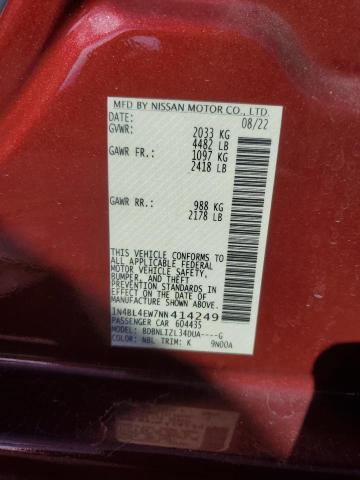 MFD BY NISSAN MOTOR CO., LTD.
DATE: 08/22
GVWR: 2033 KG
4482 LB
GAWR FR.: 1097 KG
2418 LB
GAWR RR.: 988 KG
2178 LB
THIS VEHICLE CONFORMS TO
ALL APPLICABLE FEDERAL
MOTOR VEHICLE SAFETY,
BUMPER, AND THEFT
PREVENTION STANDARDS
IN EFFECT ON THE DATE OF
MANUFACTURE SHOWN ABOVE.
1N4BL4EW7NN414249
PASSENGER CAR 604435
MODEL: BDBNLIZL34DUA----G
COLOR: NBL TRIM: K 9N00A